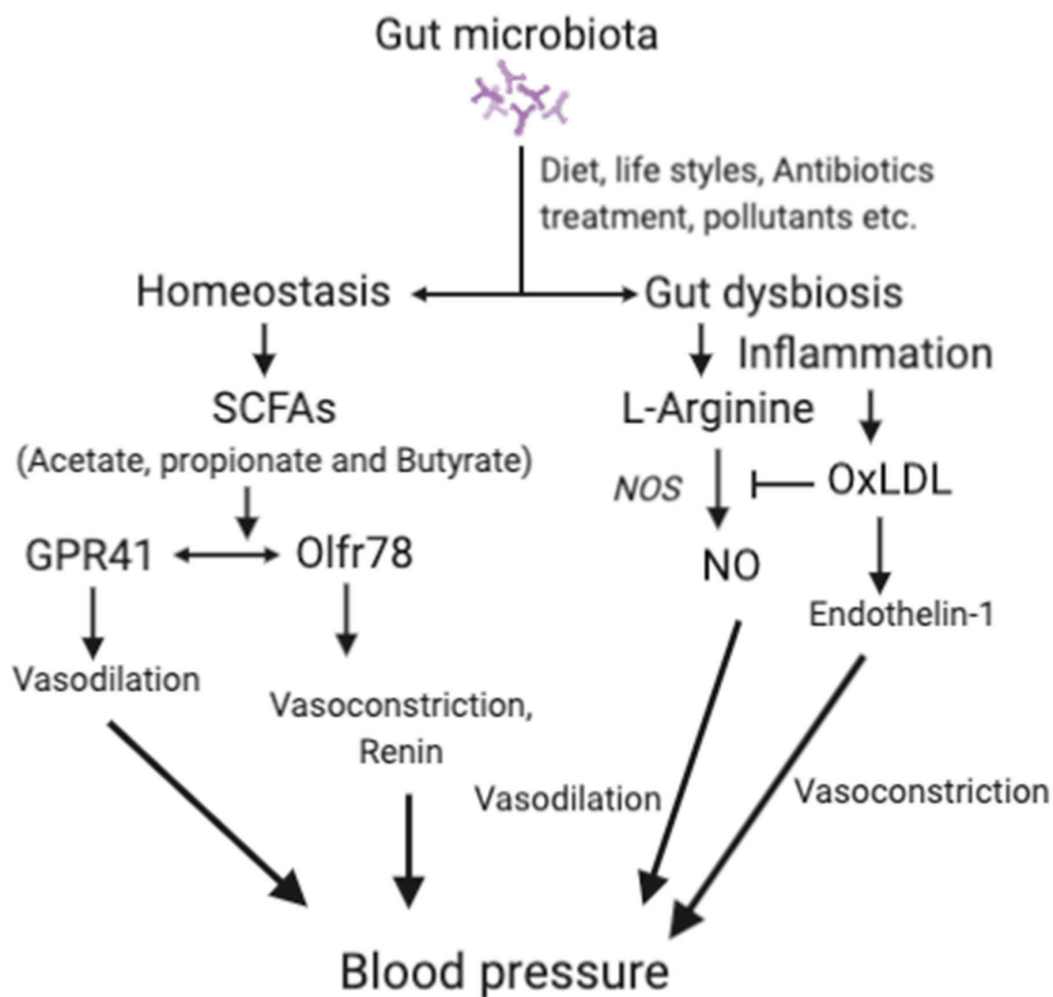 Gut microbiota
Diet, life styles, Antibiotics
treatment, pollutants etc.
Homeostasis
Gut dysbiosis
Inflammation
SCFAs
L-Arginine
(Acetate, propionate and Butyrate)
NOS
OxLDL
GPR41
Olfr78
NO
Endothelin-1
Vasodilation
Vasoconstriction,
Renin
Vasodilation
Vasoconstriction
Blood pressure